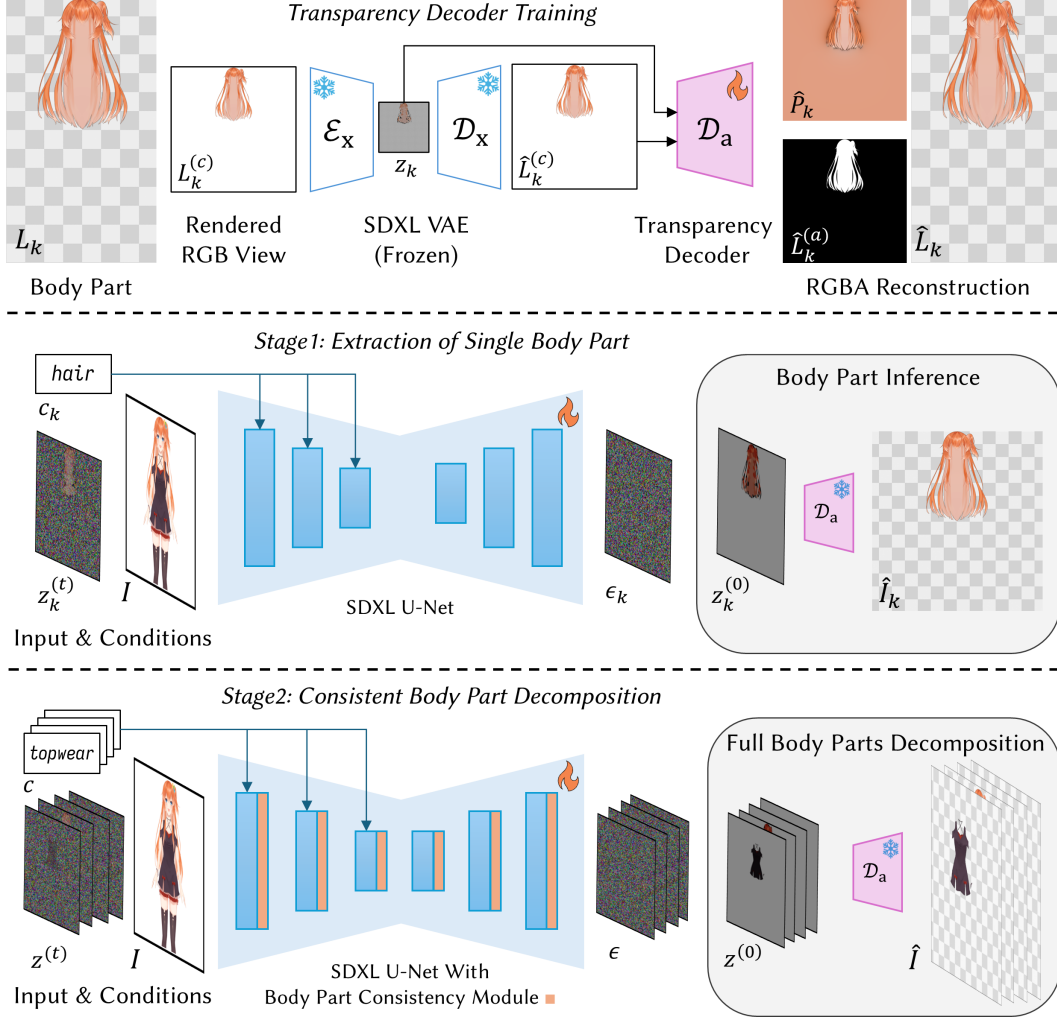 Transparency Decoder Training
L_k
L_k^{(c)}
ℰ_x
z_k
𝒟_x
L̂_k^{(c)}
𝒟_a
P̂_k
L̂_k^{(a)}
L̂_k
Body Part
Rendered
RGB View
SDXL VAE
(Frozen)
Transparency
Decoder
RGBA Reconstruction
Stage1: Extraction of Single Body Part
hair
c_k
z_k^{(t)}
I
Input & Conditions
SDXL U-Net
ϵ_k
Body Part Inference
z_k^{(0)}
𝒟_a
Î_k
Stage2: Consistent Body Part Decomposition
topwear
c
z^{(t)}
I
Input & Conditions
SDXL U-Net With
Body Part Consistency Module
ϵ
Full Body Parts Decomposition
z^{(0)}
𝒟_a
Î